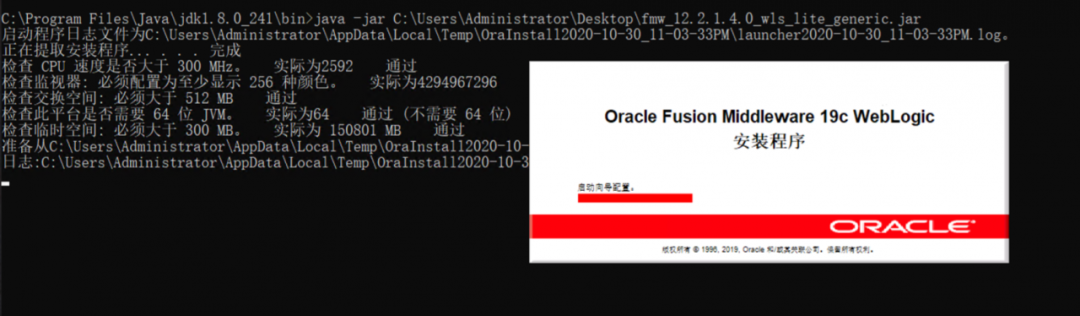 C:\Program Files\Java\jdk1.8.0_241\bin>java -jar C:\Users\Administrator\Desktop\fmw_12.2.1.4.0_wls_lite_generic.jar
启动程序日志文件为C:\Users\Administrator\AppData\Local\Temp\OraInstall2020-10-30_11-03-33PM\launcher2020-10-30_11-03-33PM.log。
正在提取安装程序... . . . 完成
检查 CPU 速度是否大于 300 MHz。 实际为2592 通过
检查监视器: 必须配置为至少显示 256 种颜色。 实际为4294967296
检查交换空间: 必须大于 512 MB 通过
检查此平台是否需要 64 位 JVM。 实际为64 通过 (不需要 64 位)
检查临时空间: 必须大于 300 MB。 实际为 150801 MB 通过
准备从C:\Users\Administrator\AppData\Local\Temp\OraInstall2020-10-
日志:C:\Users\Administrator\AppData\Local\Temp\OraInstall2020-10-3
Oracle Fusion Middleware 19c WebLogic
安装程序
启动向导配置。
ORACLE
版权所有 © 1996, 2019, Oracle 和/或其关联公司。保留所有权利。